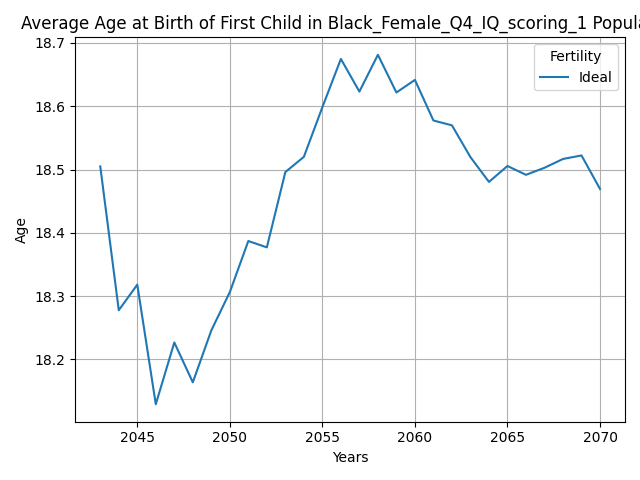 Average Age at Birth of First Child in Black_Female_Q4_IQ_scoring_1 Popula
18.7
18.6
18.5
18.4
18.3
18.2
Age
Fertility
Ideal
2045 2050 2055 2060 2065 2070
Years